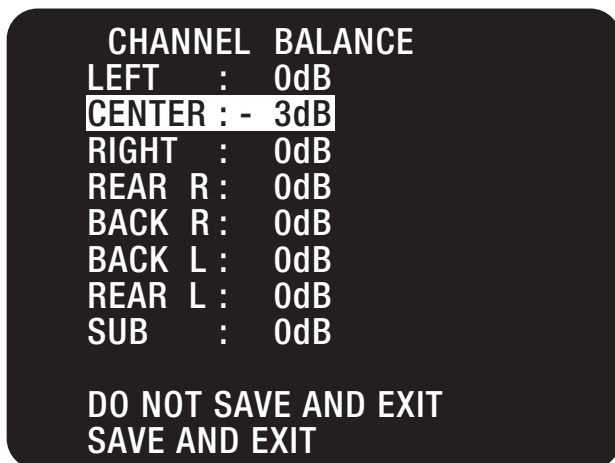 CHANNEL BALANCE
LEFT : 0dB
CENTER : - 3dB
RIGHT : 0dB
REAR R : 0dB
BACK R : 0dB
BACK L : 0dB
REAR L : 0dB
SUB : 0dB
DO NOT SAVE AND EXIT
SAVE AND EXIT